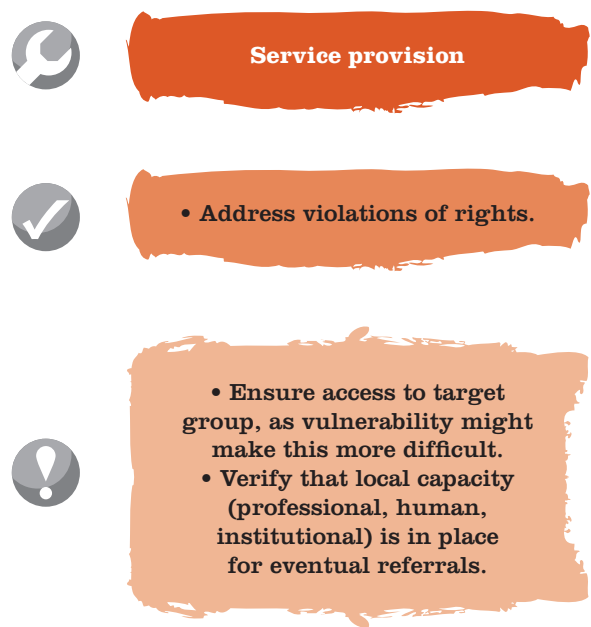 Service provision
• Address violations of rights.
• Ensure access to target
group, as vulnerability might
make this more difficult.
• Verify that local capacity
(professional, human,
institutional) is in place
for eventual referrals.